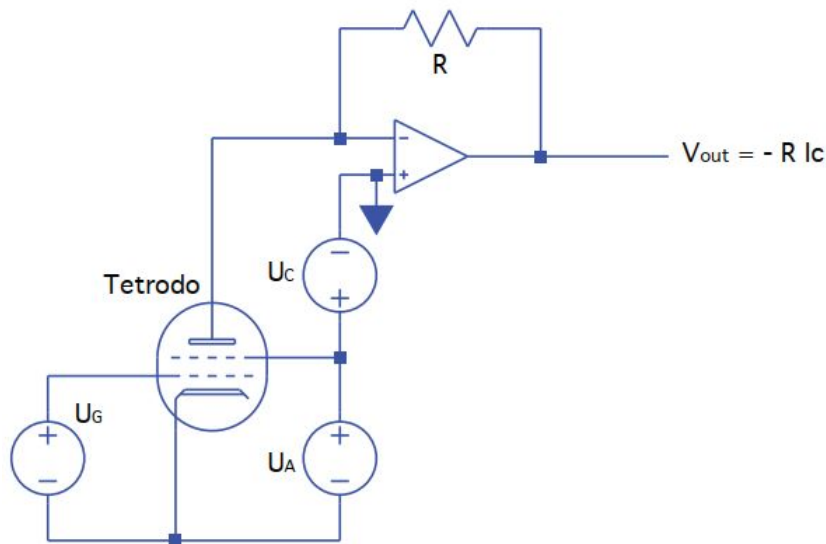 R
-
+
Vout = - R Ic
-
UC
+
Tetrodo
UG
+
-
UA
+
-